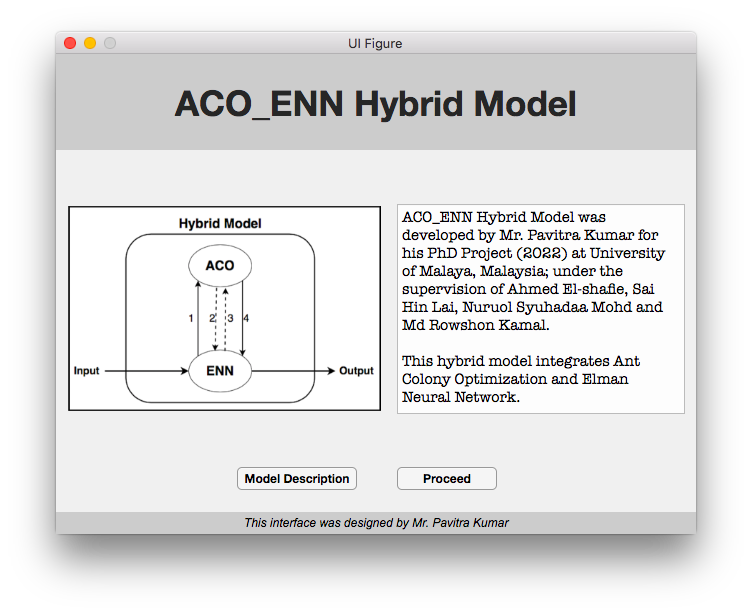 UI Figure
ACO_ENN Hybrid Model
Hybrid Model
ACO
1 2 3 4
Input ENN Output
ACO_ENN Hybrid Model was
developed by Mr. Pavitra Kumar for
his PhD Project (2022) at University
of Malaya, Malaysia; under the
supervision of Ahmed El-shafie, Sai
Hin Lai, Nuruol Syuhadaa Mohd and
Md Rowshon Kamal.
This hybrid model integrates Ant
Colony Optimization and Elman
Neural Network.
Model Description Proceed
This interface was designed by Mr. Pavitra Kumar